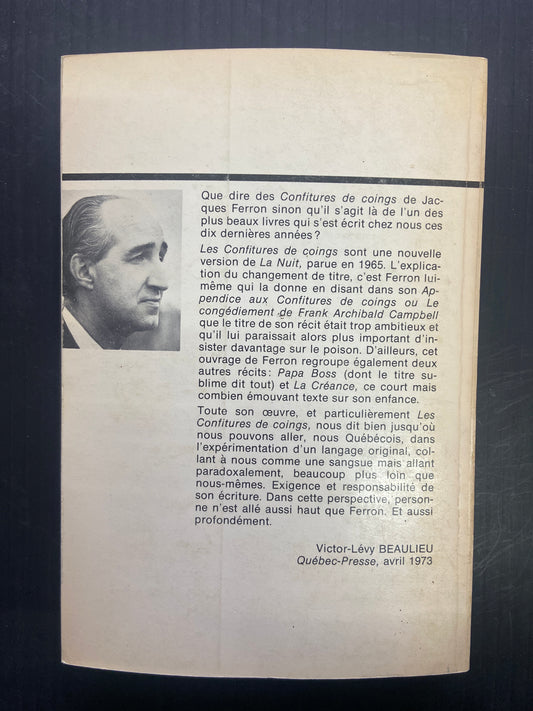 Que dire des Confitures de coings de Jac-
ques Ferron sinon qu'il s'agit là de l'un des
plus beaux livres qui s'est écrit chez nous ces
dix dernières années ?
Les Confitures de coings sont une nouvelle
version de La Nuit, parue en 1965. L'explica-
tion du changement de titre, c'est Ferron lui-
même qui la donne en disant dans son Ap-
pendice aux Confitures de coings ou Le
congédiement de Frank Archibald Campbell
que le titre de son récit était trop ambitieux et
qu'il lui paraissait alors plus important d'in-
sister davantage sur le poison. D'ailleurs, cet
ouvrage de Ferron regroupe également deux
autres récits: Papa Boss (dont le titre su-
blime dit tout) et La Créance, ce court mais
combien émouvant texte sur son enfance.
Toute son œuvre, et particulièrement Les
Confitures de coings, nous dit bien jusqu'où
nous pouvons aller, nous Québécois, dans
l'expérimentation d'un langage original, col-
lant à nous comme une sangsue mais allant
paradoxalement, beaucoup plus loin que
nous-mêmes. Exigence et responsabilité de
son écriture. Dans cette perspective, person-
ne n'est allé aussi haut que Ferron. Et aussi
profondément.
Victor-Lévy BEAULIEU
Québec-Presse, avril 1973